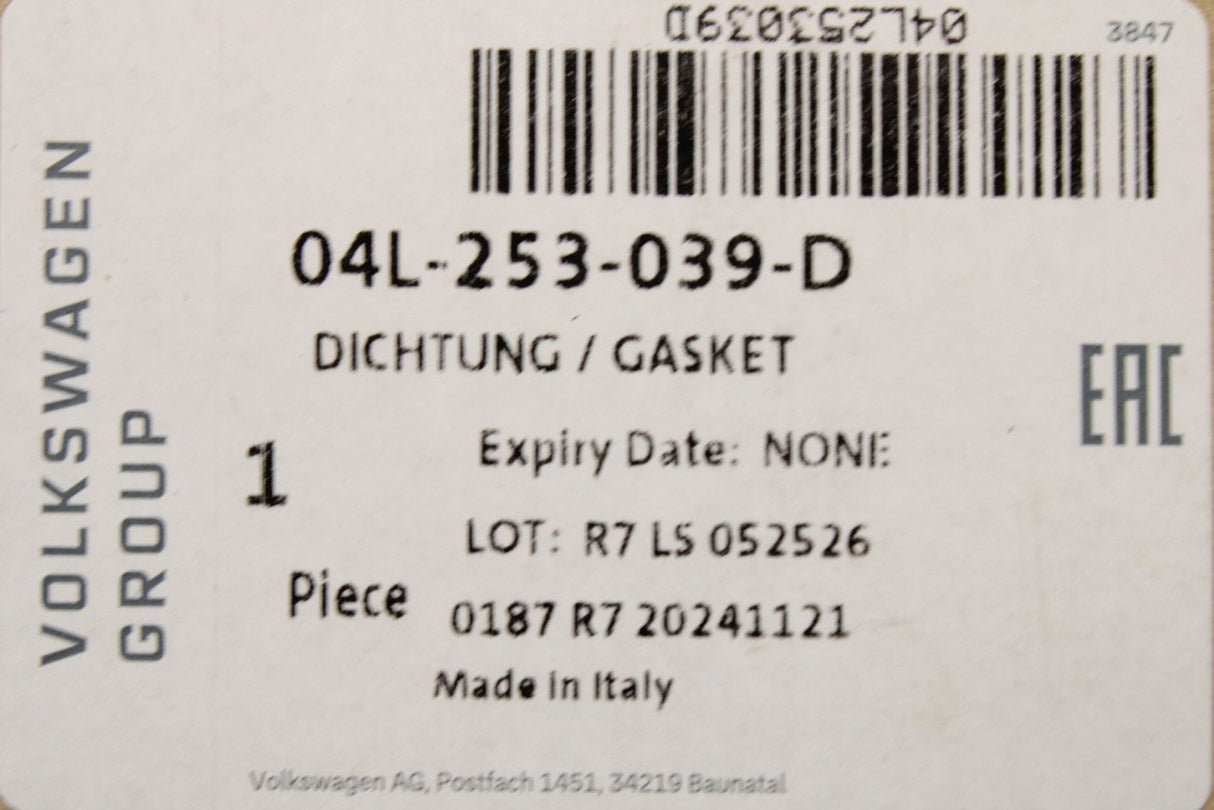 04L253039D
3847
04L-253-039-D
DICHTUNG / GASKET
EAC
Expiry Date: NONE
1
LOT: R7 LS 052526
Piece
0187 R7 20241121
Made in Italy
VOLKSWAGEN
GROUP
Volkswagen AG, Postfach 1451, 34219 Baunatal